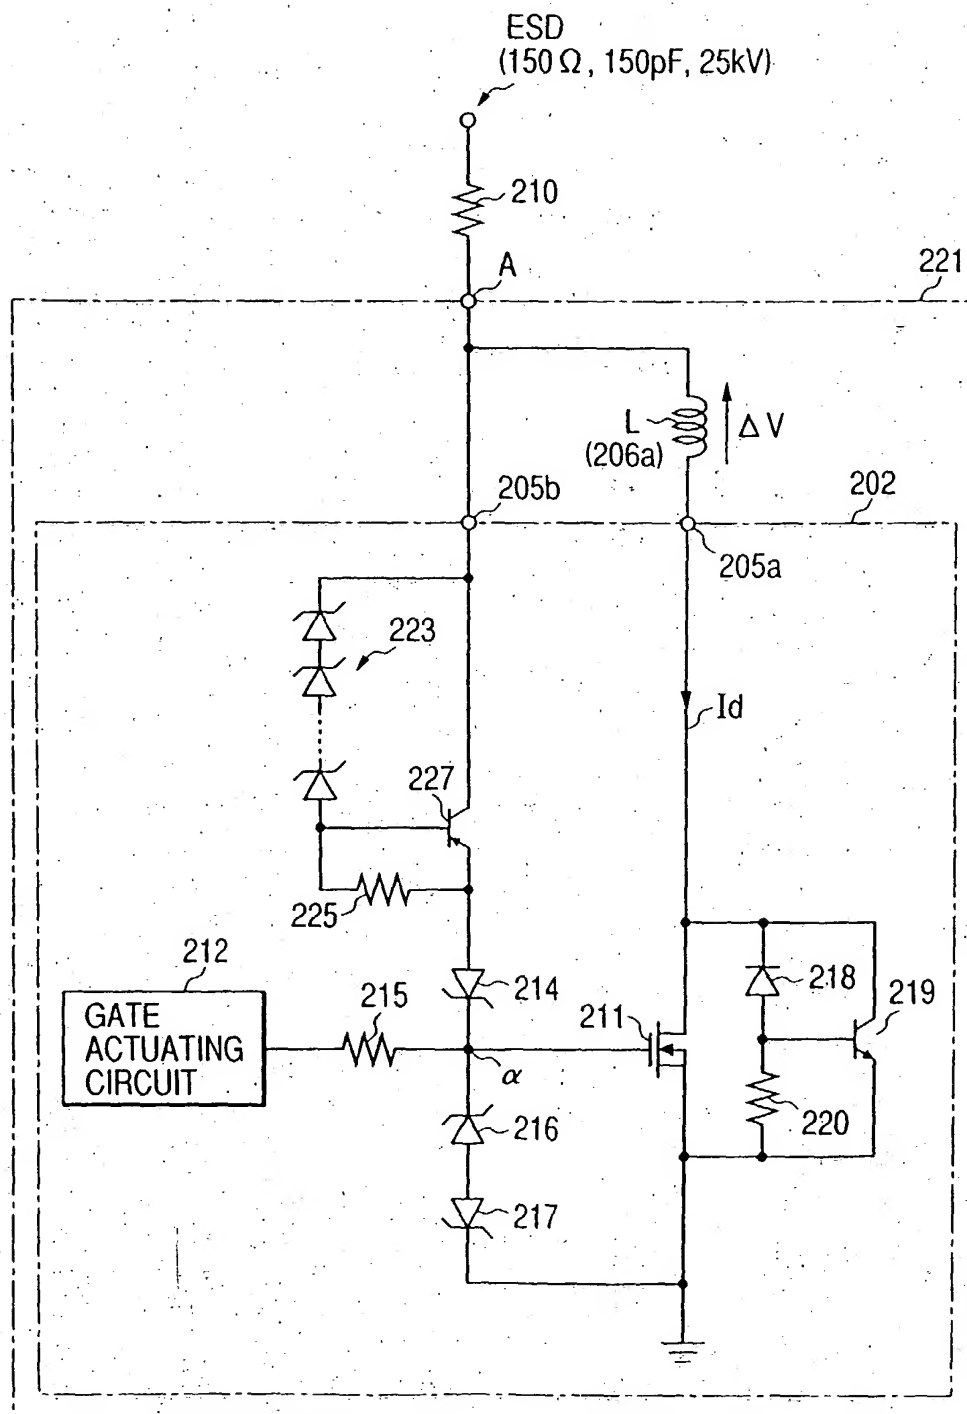 ESD
(150Ω, 150pF, 25kV)
210
A
221
L
(206a)
ΔV
205b
202
205a
223
Id
227
225
212
215
214
211
218
219
GATE
ACTUATING
CIRCUIT
α
216
220
217